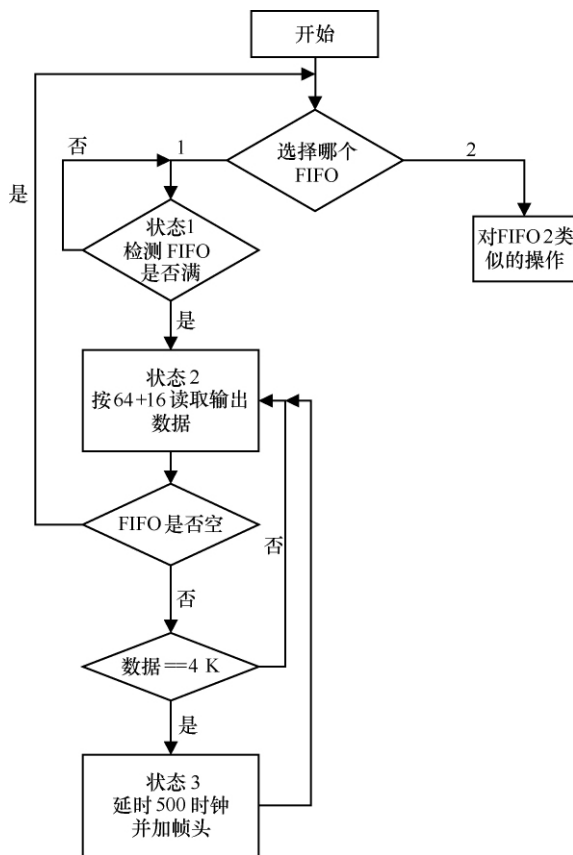 开始
选择哪个
FIFO
1
2
否
是
状态1
检测 FIFO
是否满
对FIFO 2类
似的操作
是
状态 2
按 64+16 读取输出
数据
FIFO 是否空
否
否
数据==4 K
是
状态 3
延时 500 时钟
并加帧头